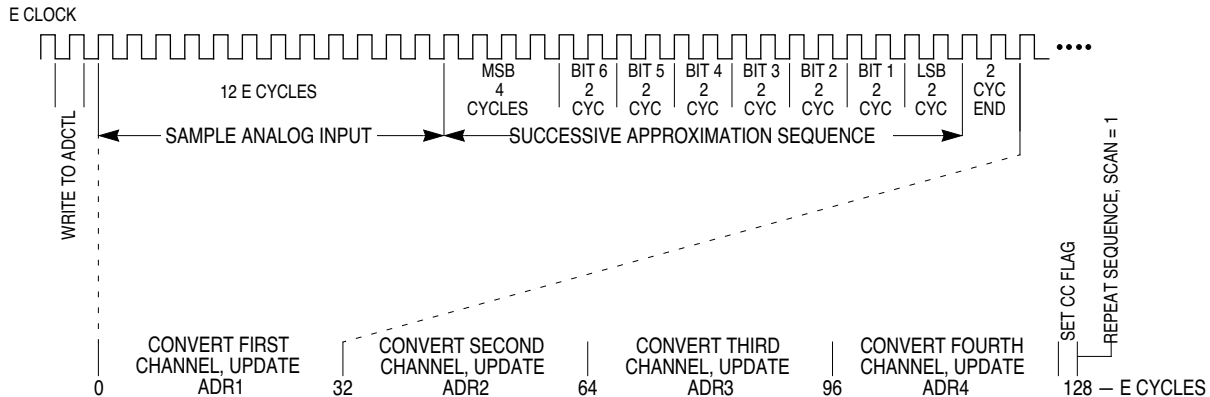 E CLOCK
12 E CYCLES
MSB
4
CYCLES
BIT 6
2
CYC
BIT 5
2
CYC
BIT 4
2
CYC
BIT 3
2
CYC
BIT 2
2
CYC
BIT 1
2
CYC
LSB
2
CYC
2
CYC
END
SAMPLE ANALOG INPUT
SUCCESSIVE APPROXIMATION SEQUENCE
WRITE TO ADCTL
SET CC FLAG
REPEAT SEQUENCE, SCAN = 1
CONVERT FIRST
CHANNEL, UPDATE
ADR1
CONVERT SECOND
CHANNEL, UPDATE
ADR2
CONVERT THIRD
CHANNEL, UPDATE
ADR3
CONVERT FOURTH
CHANNEL, UPDATE
ADR4
0
32
64
96
128 — E CYCLES